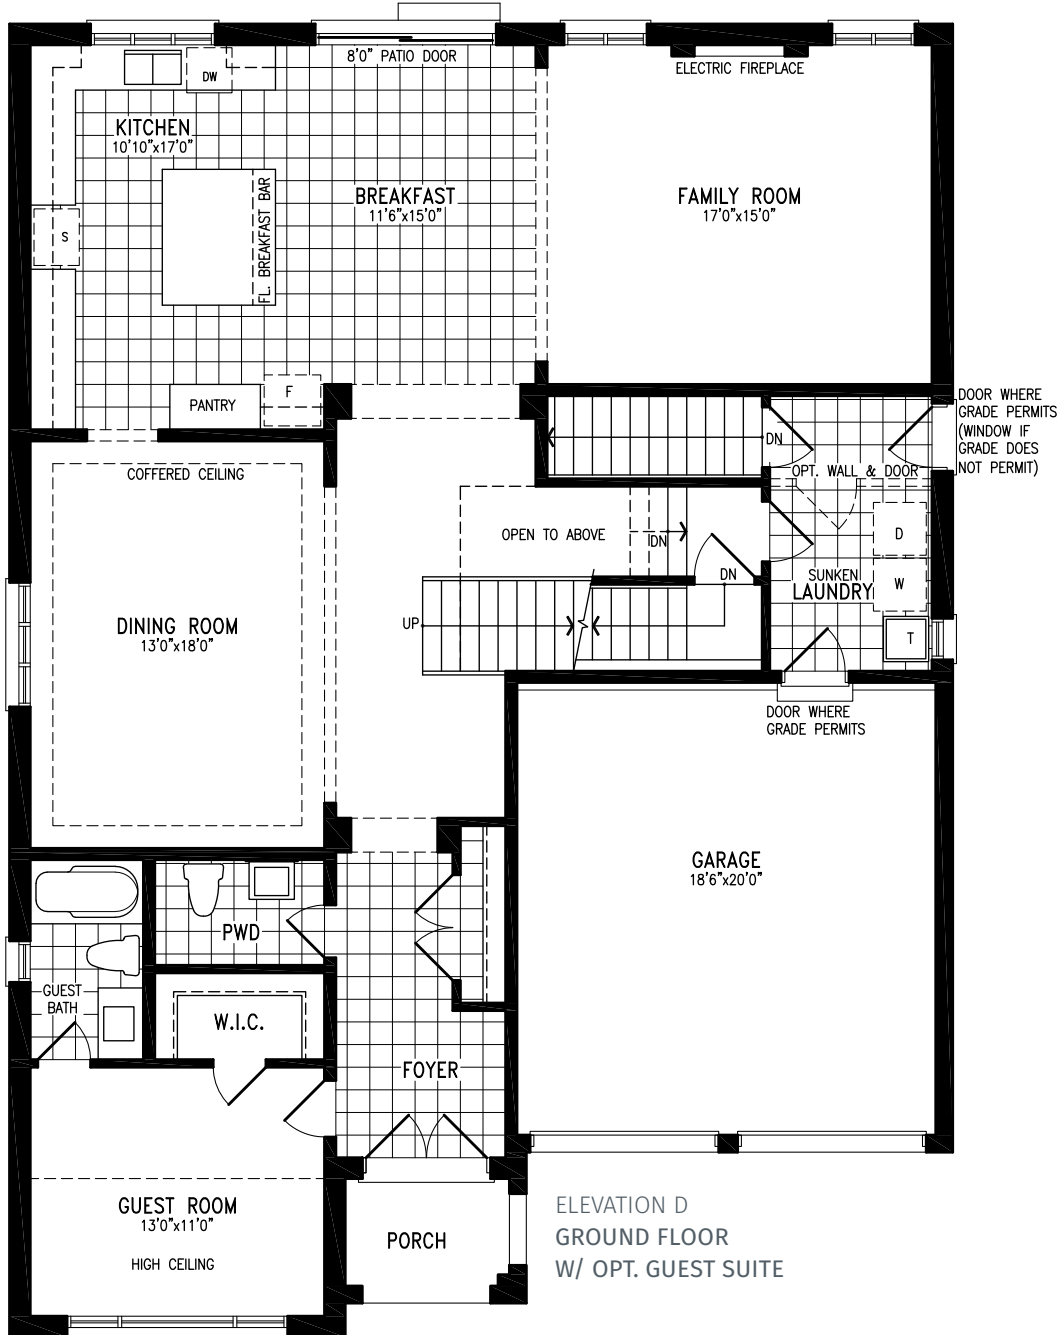 8'0" PATIO DOOR
ELECTRIC FIREPLACE
DW
KITCHEN
10'10"x17'0"
BREAKFAST
11'6"x15'0"
FAMILY ROOM
17'0"x15'0"
S
FL. BREAKFAST BAR
F
PANTRY
DOOR WHERE
GRADE PERMITS
(WINDOW IF
GRADE DOES
NOT PERMIT)
DN
COFFERED CEILING
OPT. WALL & DOOR
OPEN TO ABOVE
DN
D
DN
SUNKEN
LAUNDRY
W
UP
DINING ROOM
13'0"x18'0"
T
DOOR WHERE
GRADE PERMITS
GARAGE
18'6"x20'0"
PWD
GUEST
BATH
W.I.C.
FOYER
GUEST ROOM
13'0"x11'0"
HIGH CEILING
PORCH
ELEVATION D
GROUND FLOOR
W/ OPT. GUEST SUITE